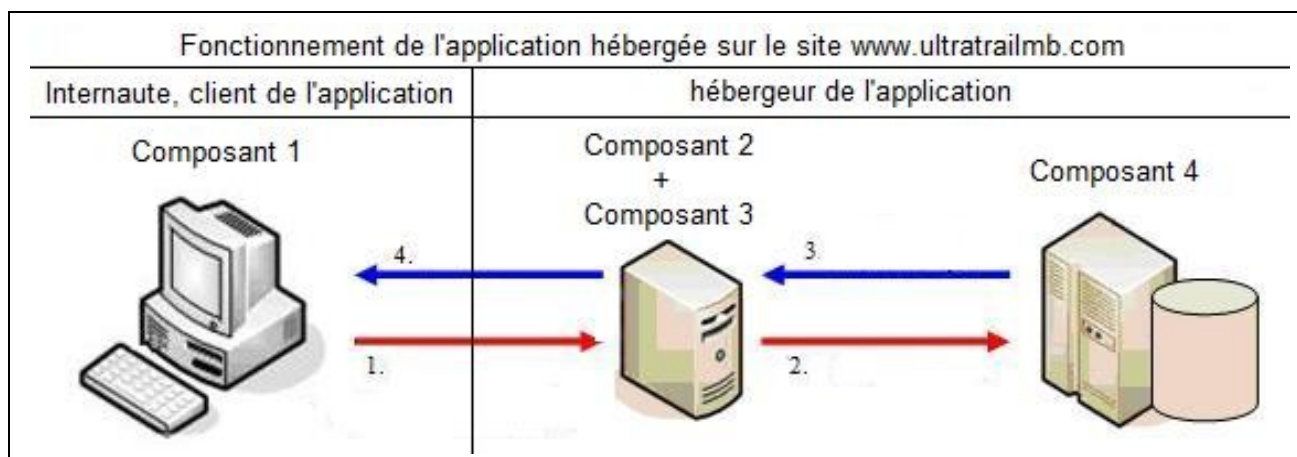 Fonctionnement de l'application hébergée sur le site www.ultratrailmb.com
Internaute, client de l'application
hébergeur de l'application
Composant 1
Composant 2
+
Composant 3
Composant 4
4.
3
1.
2.